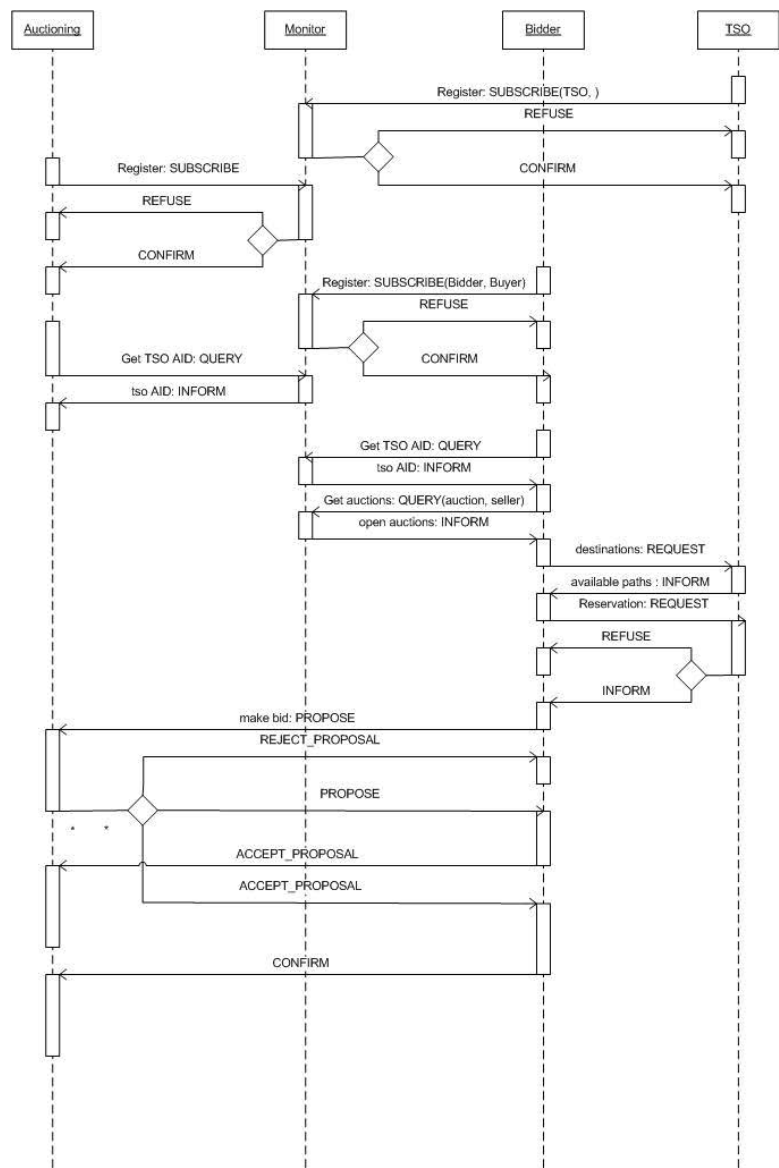 Auctioning
Monitor
Bidder
TSO
Register: SUBSCRIBE(TSO, )
REFUSE
Register: SUBSCRIBE
CONFIRM
REFUSE
CONFIRM
Register: SUBSCRIBE(Bidder, Buyer)
REFUSE
Get TSO AID: QUERY
CONFIRM
tso AID: INFORM
Get TSO AID: QUERY
tso AID: INFORM
Get auctions: QUERY(auction, seller)
open auctions: INFORM
destinations: REQUEST
available paths : INFORM
Reservation: REQUEST
REFUSE
INFORM
make bid: PROPOSE
REJECT_PROPOSAL
PROPOSE
* *
ACCEPT_PROPOSAL
ACCEPT_PROPOSAL
CONFIRM